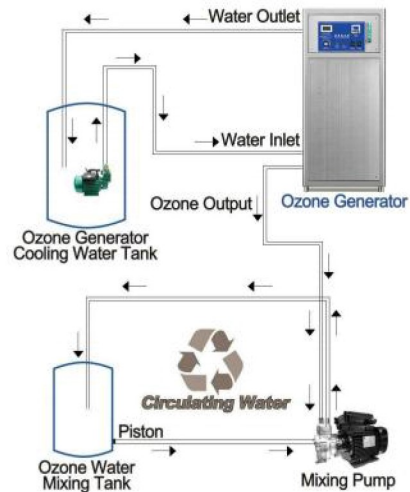 Water Outlet
Water Inlet
Ozone Output
Ozone Generator
Ozone Generator
Cooling Water Tank
Circulating Water
Piston
Ozone Water
Mixing Tank
Mixing Pump